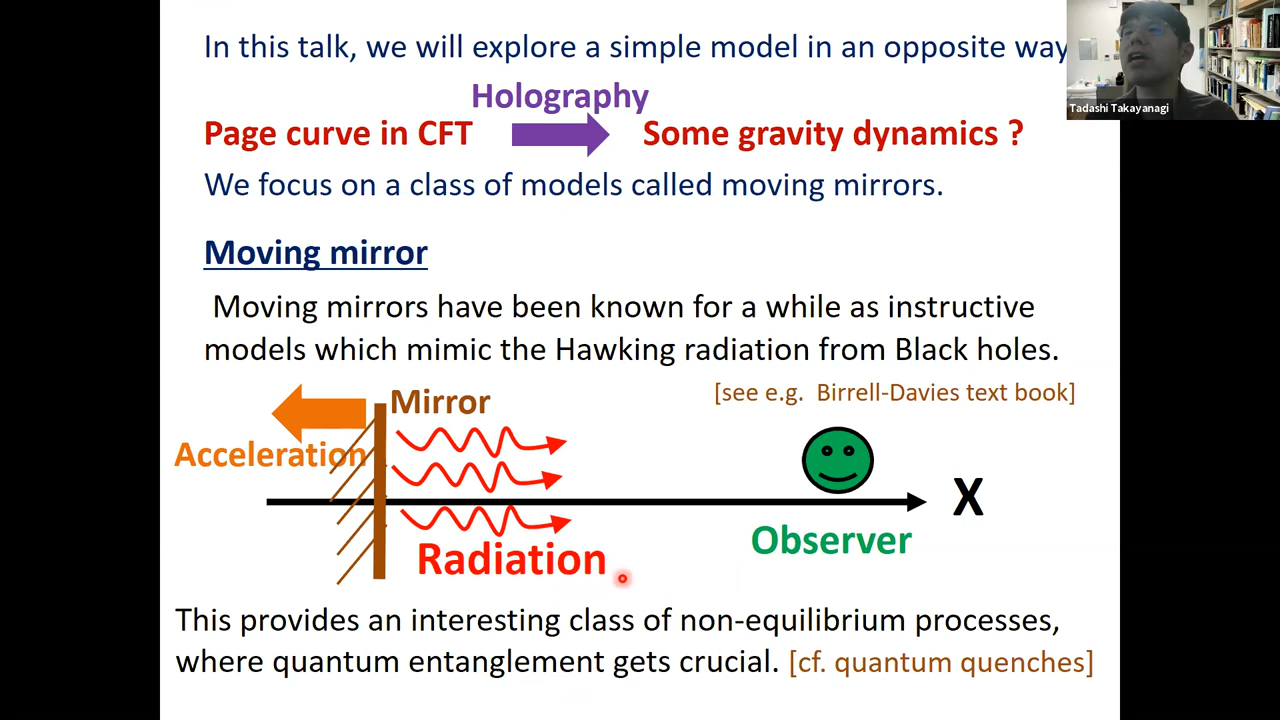 In this talk, we will explore a simple model in an opposite way
Tadashi Takayanagi
Holography
Page curve in CFT
Some gravity dynamics ?
We focus on a class of models called moving mirrors.
Moving mirror
Moving mirrors have been known for a while as instructive
models which mimic the Hawking radiation from Black holes.
[see e.g. Birrell-Davies text book]
Mirror
Acceleration
X
Observer
Radiation
This provides an interesting class of non-equilibrium processes,
where quantum entanglement gets crucial. [cf. quantum quenches]